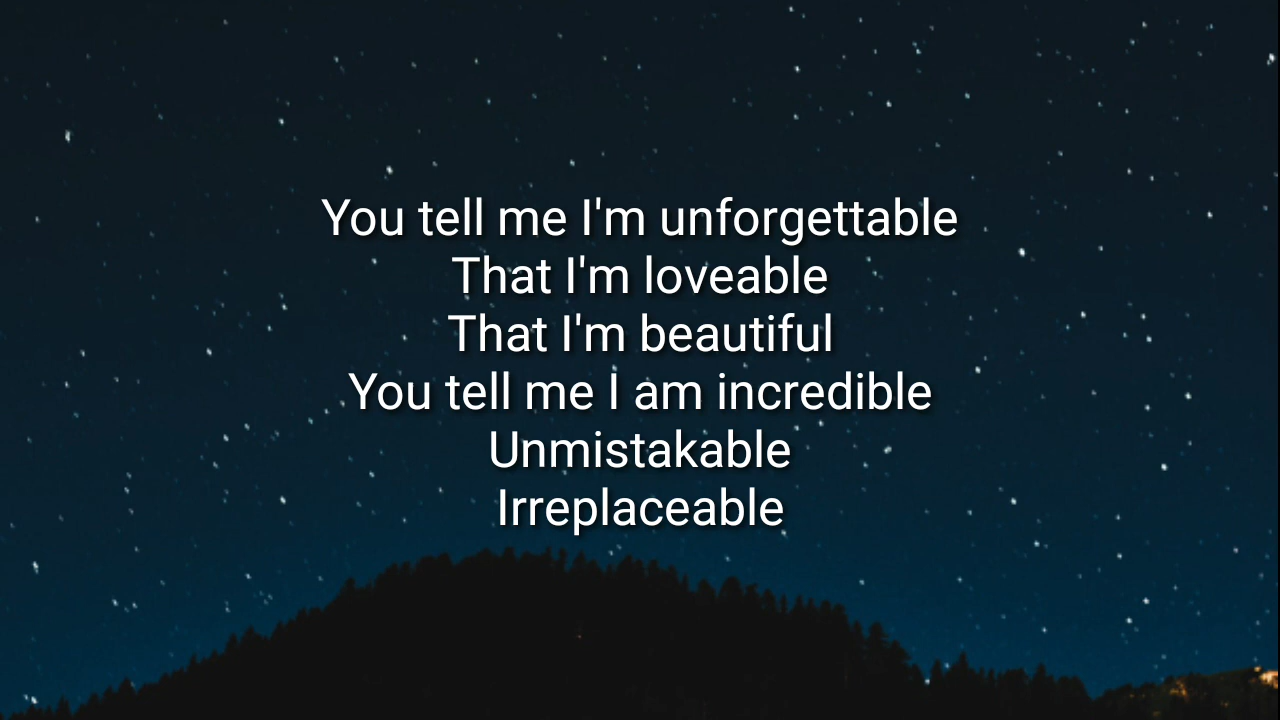 You tell me I'm unforgettable
That I'm loveable
That I'm beautiful
You tell me I am incredible
Unmistakable
Irreplaceable